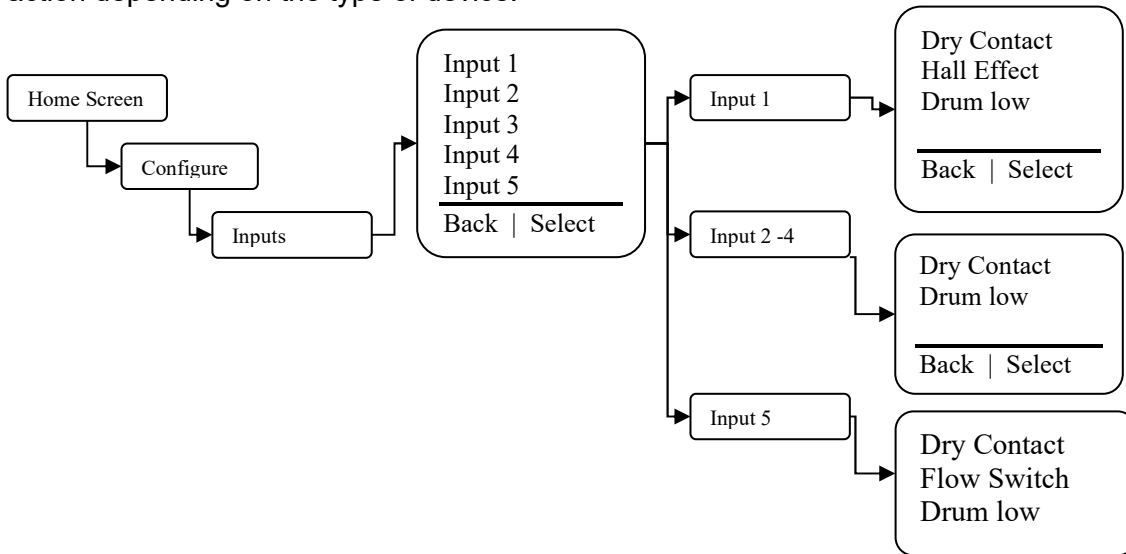 action depending on the type of device.
Home Screen
Configure
Inputs
Input 1
Input 2
Input 3
Input 4
Input 5
Back | Select
Input 1
Input 2 -4
Input 5
Dry Contact
Hall Effect
Drum low
Back | Select
Dry Contact
Drum low
Back | Select
Dry Contact
Flow Switch
Drum low